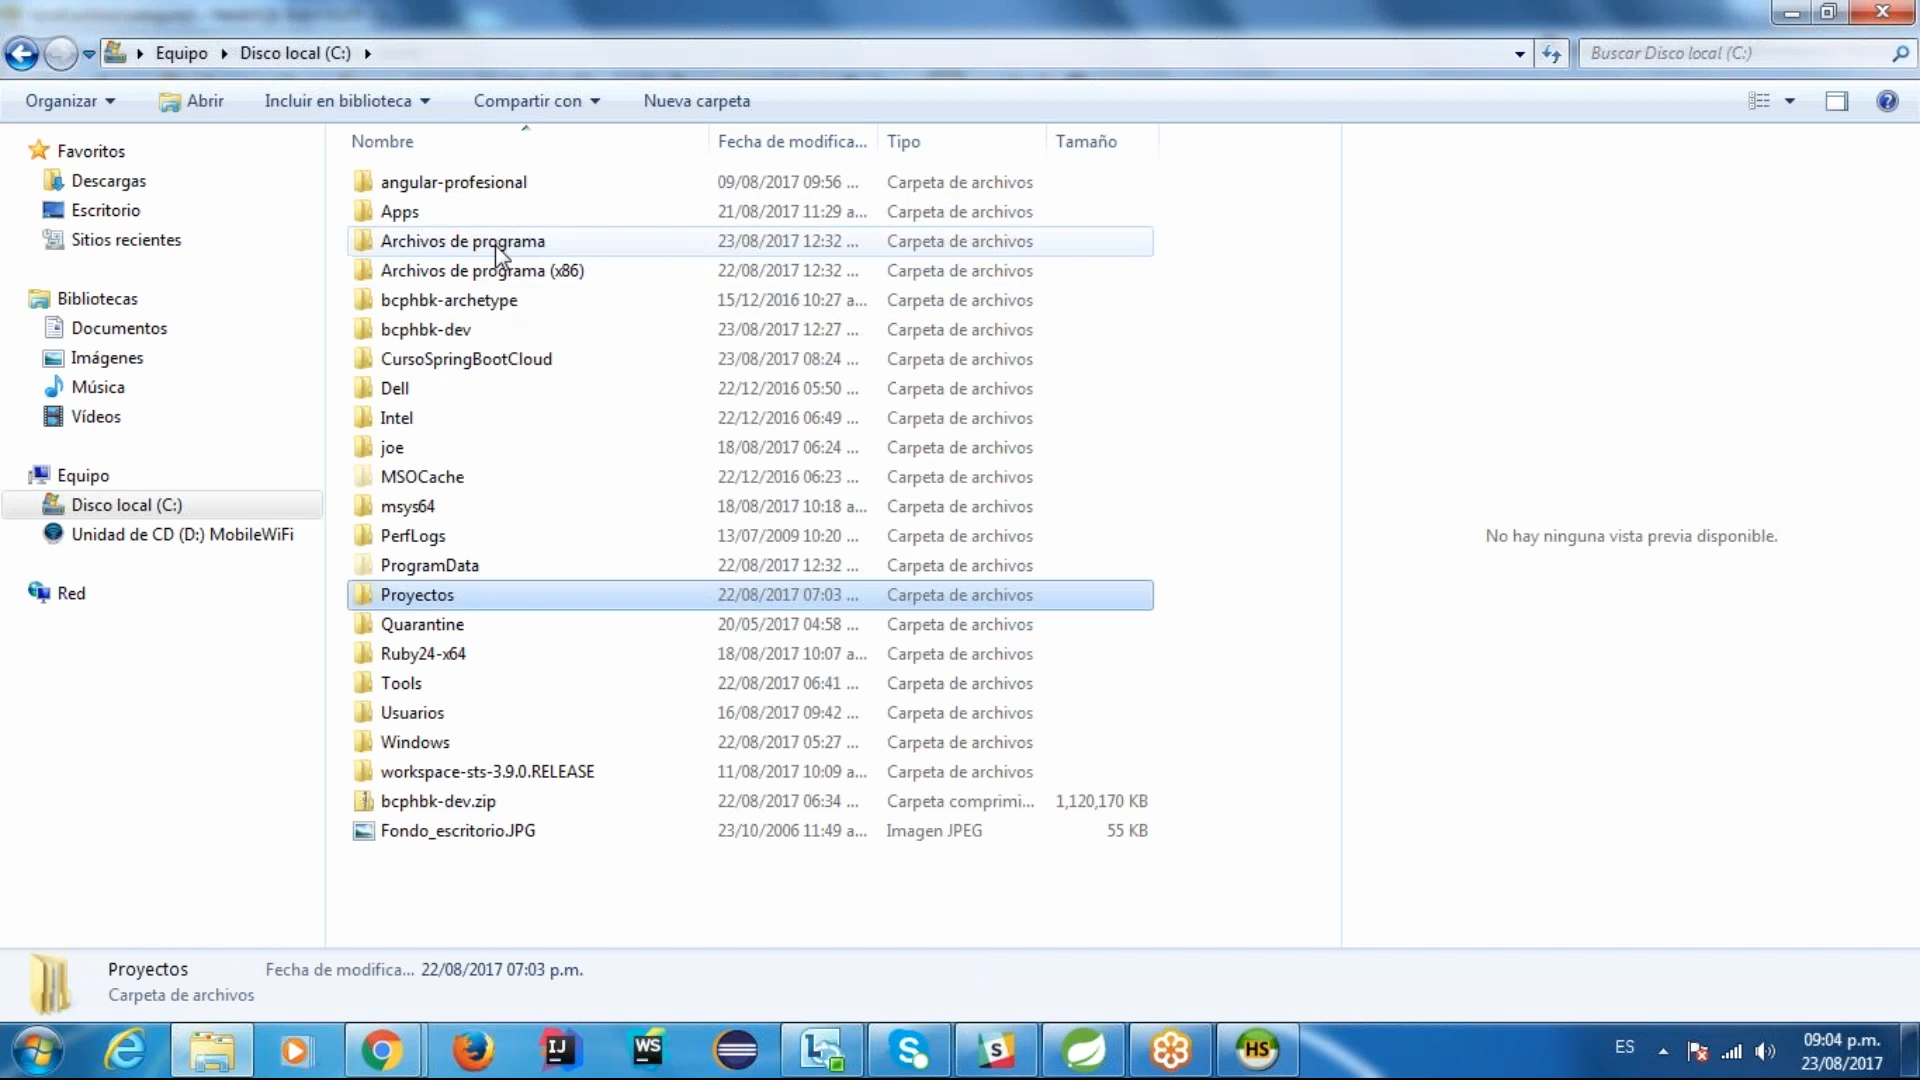 Equipo Disco local (C:)
Buscar Disco local (C:)
Organizar Abrir Incluir en biblioteca Compartir con Nueva carpeta
Nombre Fecha de modifica... Tipo Tamaño
Favoritos
Descargas
Escritorio
Sitios recientes
Bibliotecas
Documentos
Imágenes
Música
Vídeos
Equipo
Disco local (C:)
Unidad de CD (D:) MobileWiFi
Red
angular-profesional 09/08/2017 09:56 ... Carpeta de archivos
Apps 21/08/2017 11:29 a... Carpeta de archivos
Archivos de programa 23/08/2017 12:32 ... Carpeta de archivos
Archivos de programa (x86) 22/08/2017 12:32 ... Carpeta de archivos
bcphbk-archetype 15/12/2016 10:27 a... Carpeta de archivos
bcphbk-dev 23/08/2017 12:27 ... Carpeta de archivos
CursoSpringBootCloud 23/08/2017 08:24 ... Carpeta de archivos
Dell 22/12/2016 05:50 ... Carpeta de archivos
Intel 22/12/2016 06:49 ... Carpeta de archivos
joe 18/08/2017 06:24 ... Carpeta de archivos
MSOCache 22/12/2016 06:23 ... Carpeta de archivos
msys64 18/08/2017 10:18 a... Carpeta de archivos
PerfLogs 13/07/2009 10:20 ... Carpeta de archivos
ProgramData 22/08/2017 12:32 ... Carpeta de archivos
Proyectos 22/08/2017 07:03 ... Carpeta de archivos
Quarantine 20/05/2017 04:58 ... Carpeta de archivos
Ruby24-x64 18/08/2017 10:07 a... Carpeta de archivos
Tools 22/08/2017 06:41 ... Carpeta de archivos
Usuarios 16/08/2017 09:42 ... Carpeta de archivos
Windows 22/08/2017 05:27 ... Carpeta de archivos
workspace-sts-3.9.0.RELEASE 11/08/2017 10:09 a... Carpeta de archivos
bcphbk-dev.zip 22/08/2017 06:34 ... Carpeta comprimi... 1,120,170 KB
Fondo_escritorio.JPG 23/10/2006 11:49 a... Imagen JPEG 55 KB
No hay ninguna vista previa disponible.
Proyectos Fecha de modifica... 22/08/2017 07:03 p.m.
Carpeta de archivos
IJ WS S S HS
ES
09:04 p.m.
23/08/2017